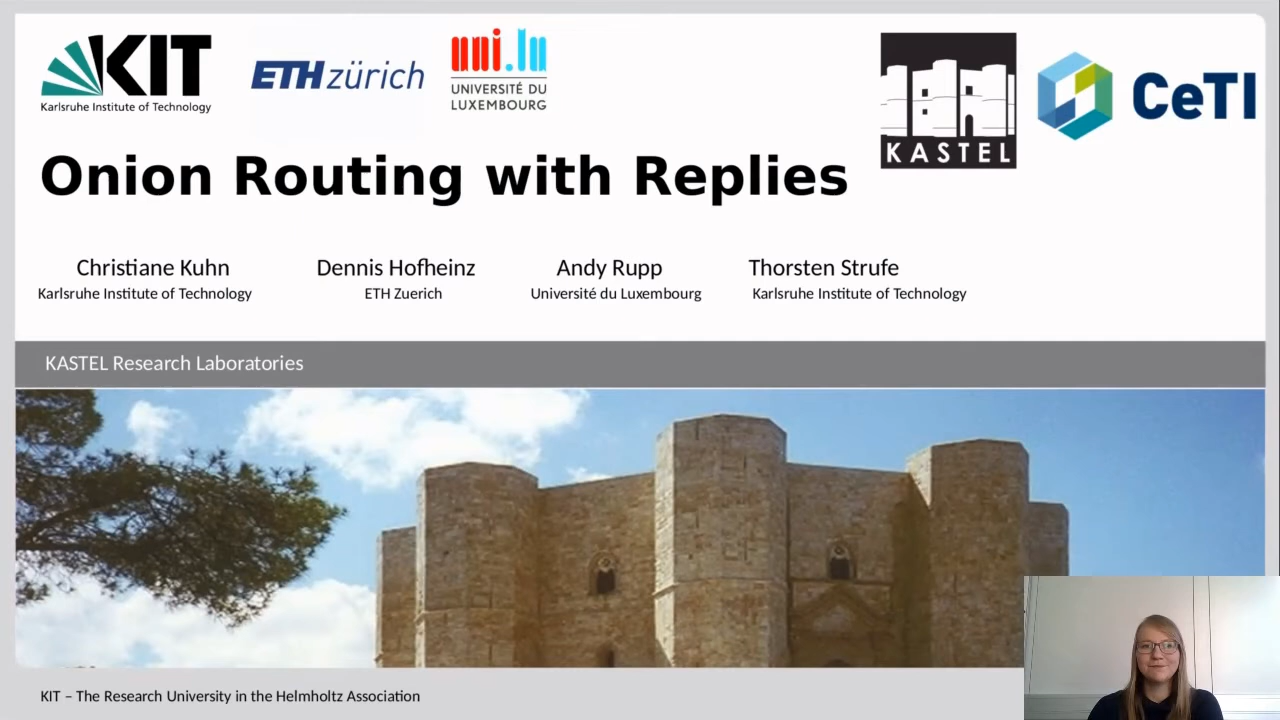 KIT
Karlsruhe Institute of Technology
ETH zürich
uni.lu
UNIVERSITÉ DU
LUXEMBOURG
KASTEL
CeTI
Onion Routing with Replies
Christiane Kuhn
Karlsruhe Institute of Technology
Dennis Hofheinz
ETH Zuerich
Andy Rupp
Université du Luxembourg
Thorsten Strufe
Karlsruhe Institute of Technology
KASTEL Research Laboratories
KIT – The Research University in the Helmholtz Association